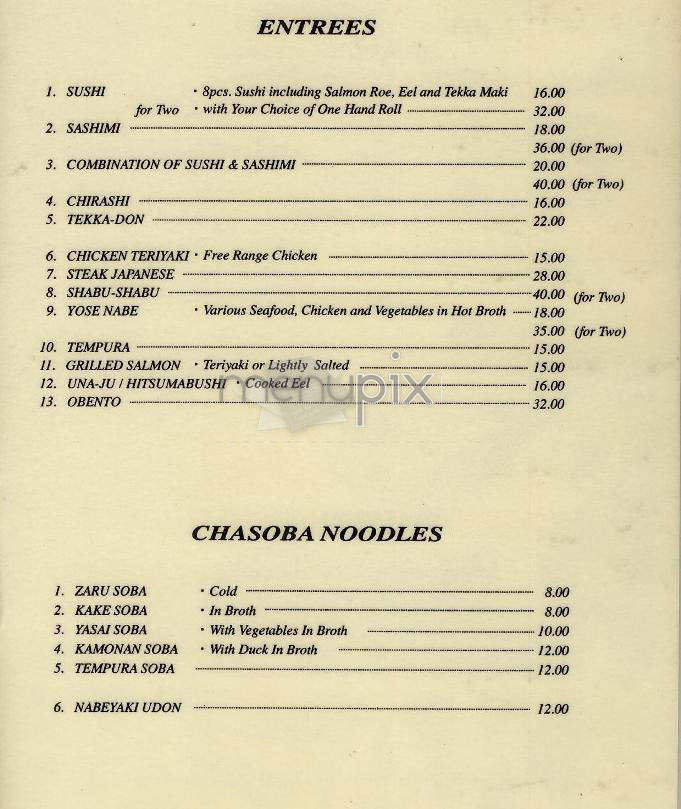 ENTREES
1. SUSHI · 8pcs. Sushi including Salmon Roe, Eel and Tekka Maki 16.00
for Two · with Your Choice of One Hand Roll 32.00
2. SASHIMI 18.00
36.00 (for Two)
3. COMBINATION OF SUSHI & SASHIMI 20.00
40.00 (for Two)
4. CHIRASHI 16.00
5. TEKKA-DON 22.00
6. CHICKEN TERIYAKI · Free Range Chicken 15.00
7. STEAK JAPANESE 28.00
8. SHABU-SHABU 40.00 (for Two)
9. YOSE NABE · Various Seafood, Chicken and Vegetables in Hot Broth 18.00
35.00 (for Two)
10. TEMPURA 15.00
11. GRILLED SALMON · Teriyaki or Lightly Salted 15.00
12. UNA-JU / HITSUMABUSHI · Cooked Eel 16.00
menupix
13. OBENTO 32.00
CHASOBA NOODLES
1. ZARU SOBA · Cold 8.00
2. KAKE SOBA · In Broth 8.00
3. YASAI SOBA · With Vegetables In Broth 10.00
4. KAMONAN SOBA · With Duck In Broth 12.00
5. TEMPURA SOBA 12.00
6. NABEYAKI UDON 12.00